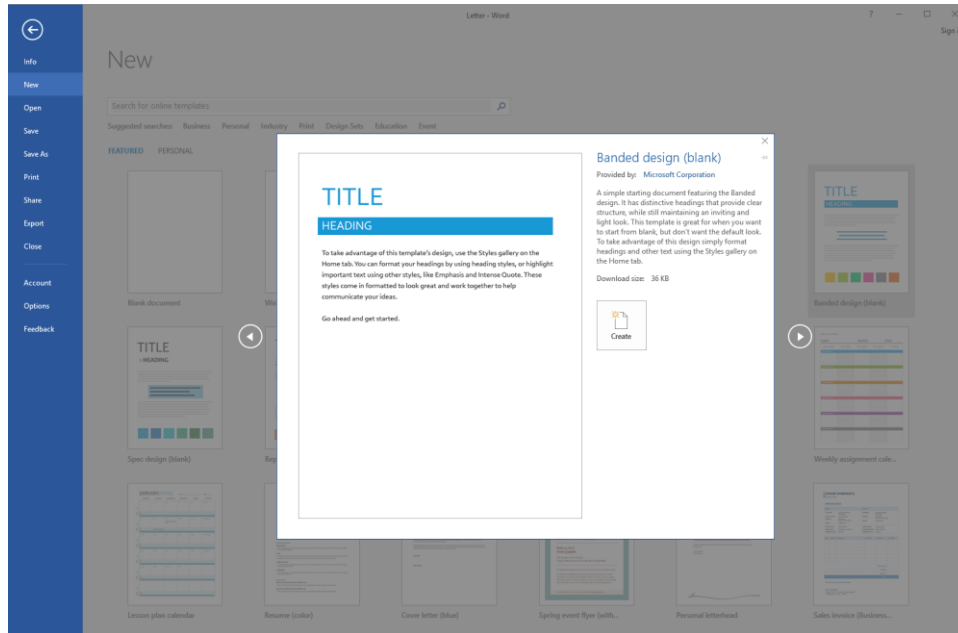 Letter - Word
?
Sign i
Info
New
Open
Save
Save As
Print
Share
Export
Close
Account
Options
Feedback
New
Search for online templates
Suggested searches: Business Personal Industry Print Design Sets Education Event
FEATURED PERSONAL
TITLE
HEADING
To take advantage of this template's design, use the Styles gallery on the
Home tab. You can format your headings by using heading styles, or highlight
important text using other styles, like Emphasis and Intense Quote. These
styles come in formatted to look great and work together to help
communicate your ideas.
Go ahead and get started.
Banded design (blank)
Provided by: Microsoft Corporation
A simple starting document featuring the Banded
design. It has distinctive headings that provide clear
structure, while still maintaining an inviting and
light look. This template is great for when you want
to start from blank, but don't want the default look.
To take advantage of this design simply format
headings and other text using the Styles gallery on
the Home tab.
Download size: 36 KB
Create
TITLE
HEADING
Blank document
We
Banded design (blank)
TITLE
HEADING
Spec design (blank)
Rep
Weekly assignment cale...
Lesson plan calendar
Resume (color)
Cover letter (blue)
Spring event flyer (with...
Personal letterhead
Sales invoice (Business...